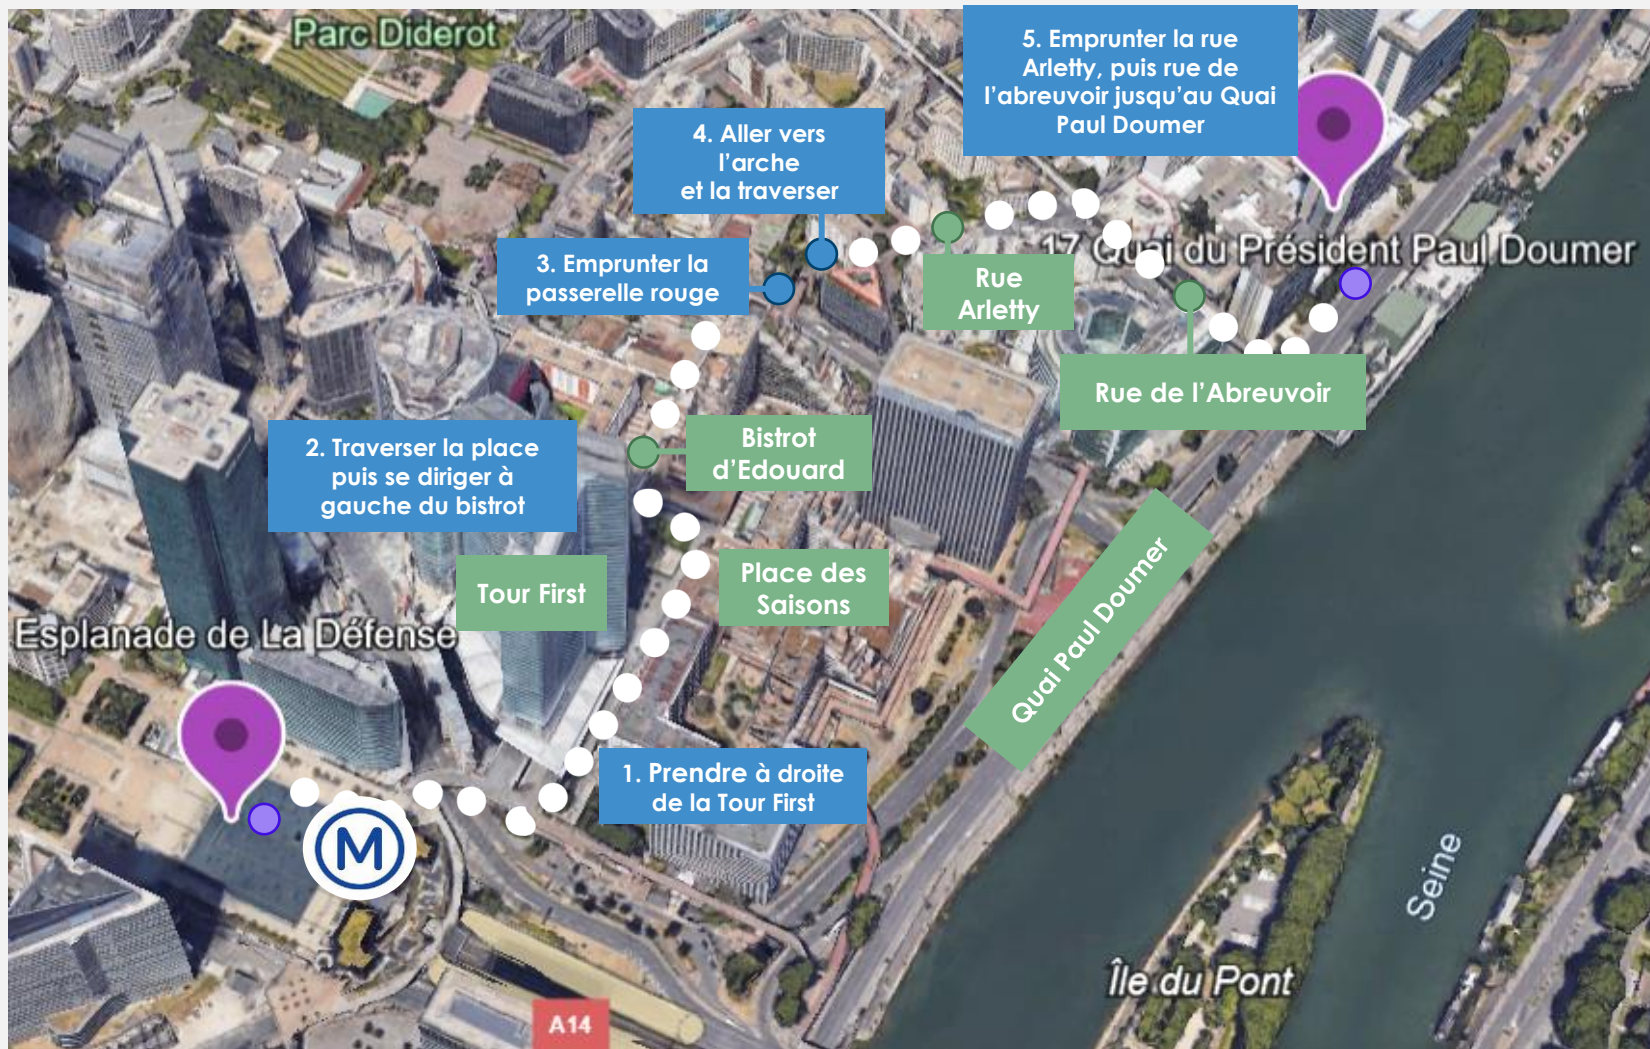 Parc Diderot
5. Emprunter la rue
Arletty, puis rue de
l'abreuvoir jusqu'au Quai
Paul Doumer
4. Aller vers
l'arche
et la traverser
3. Emprunter la
passerelle rouge
17 Quai du Président Paul Doumer
Rue
Arletty
Rue de l'Abreuvoir
2. Traverser la place
puis se diriger à
gauche du bistrot
Bistrot
d'Edouard
Tour First
Place des
Saisons
Quai Paul Doumer
Esplanade de La Défense
1. Prendre à droite
de la Tour First
M
Seine
Île du Pont
A14